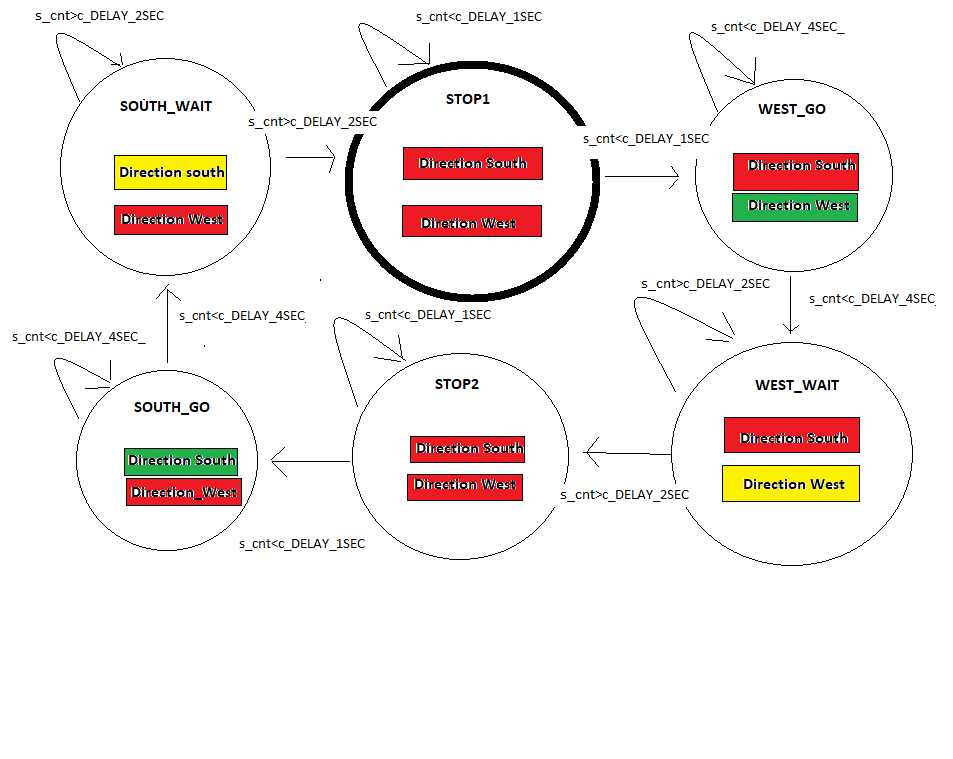 s_cnt>c_DELAY_2SEC
s_cnt<c_DELAY_1SEC
s_cnt<c_DELAY_4SEC_
SOUTH_WAIT
STOP1
WEST_GO
s_cnt>c_DELAY_2SEC
s_cnt<c_DELAY_1SEC
Direction south
Direction South
Direction South
Direction West
Diretion West
Direction West
s_cnt>c_DELAY_2SEC
s_cnt<c_DELAY_4SEC
s_cnt<c_DELAY_4SEC
s_cnt<c_DELAY_1SEC
s_cnt<c_DELAY_4SEC_
STOP2
WEST_WAIT
SOUTH_GO
Direction South
Direction South
Direction South
Direction_West
Direction West
Direction West
s_cnt>c_DELAY_2SEC
s_cnt<c_DELAY_1SEC